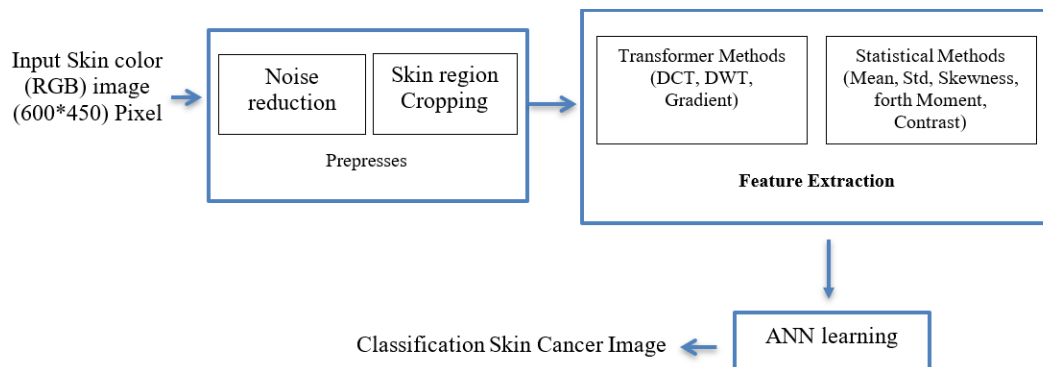 Input Skin color
(RGB) image
(600*450) Pixel
Noise
reduction
Skin region
Cropping
Prepresses
Transformer Methods
(DCT, DWT,
Gradient)
Statistical Methods
(Mean, Std, Skewness,
forth Moment,
Contrast)
Feature Extraction
ANN learning
Classification Skin Cancer Image